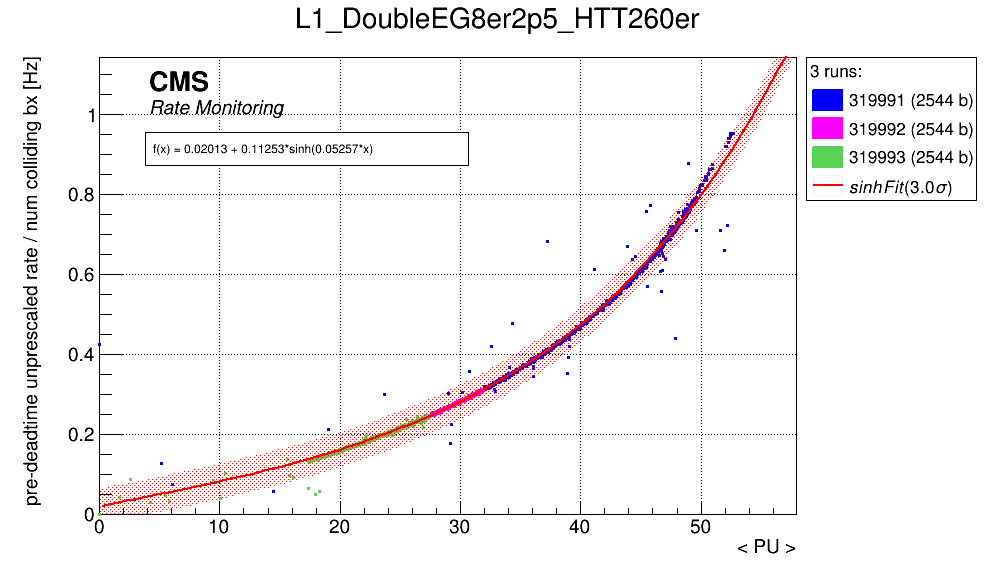 L1_DoubleEG8er2p5_HTT260er
pre-deadtime unprescaled rate / num colliding bx [Hz]
CMS
Rate Monitoring
f(x) = 0.02013 + 0.11253*sinh(0.05257*x)
1
0.8
0.6
0.4
0.2
0
0 10 20 30 40 50
< PU >
3 runs:
319991 (2544 b)
319992 (2544 b)
319993 (2544 b)
sinhFit(3.0σ)